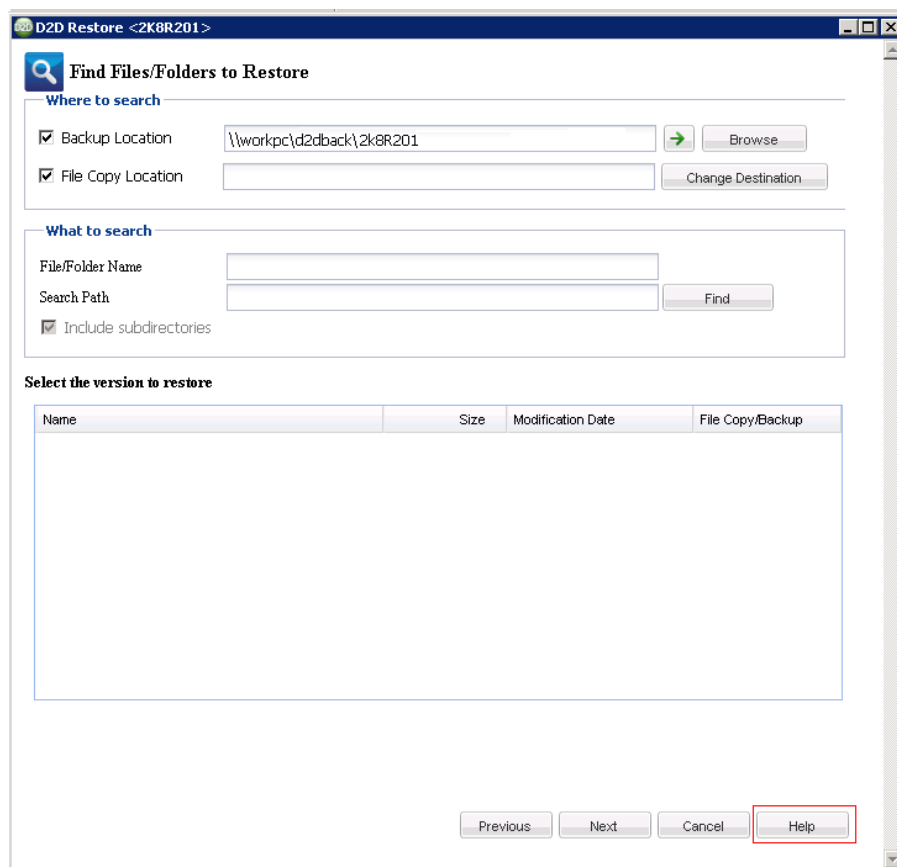 D2D Restore <2K8R201>
Find Files/Folders to Restore
Where to search
Backup Location \\workpc\d2dback\2k8R201 Browse
File Copy Location Change Destination
What to search
File/Folder Name
Search Path Find
Include subdirectories
Select the version to restore
Name Size Modification Date File Copy/Backup
Previous Next Cancel Help